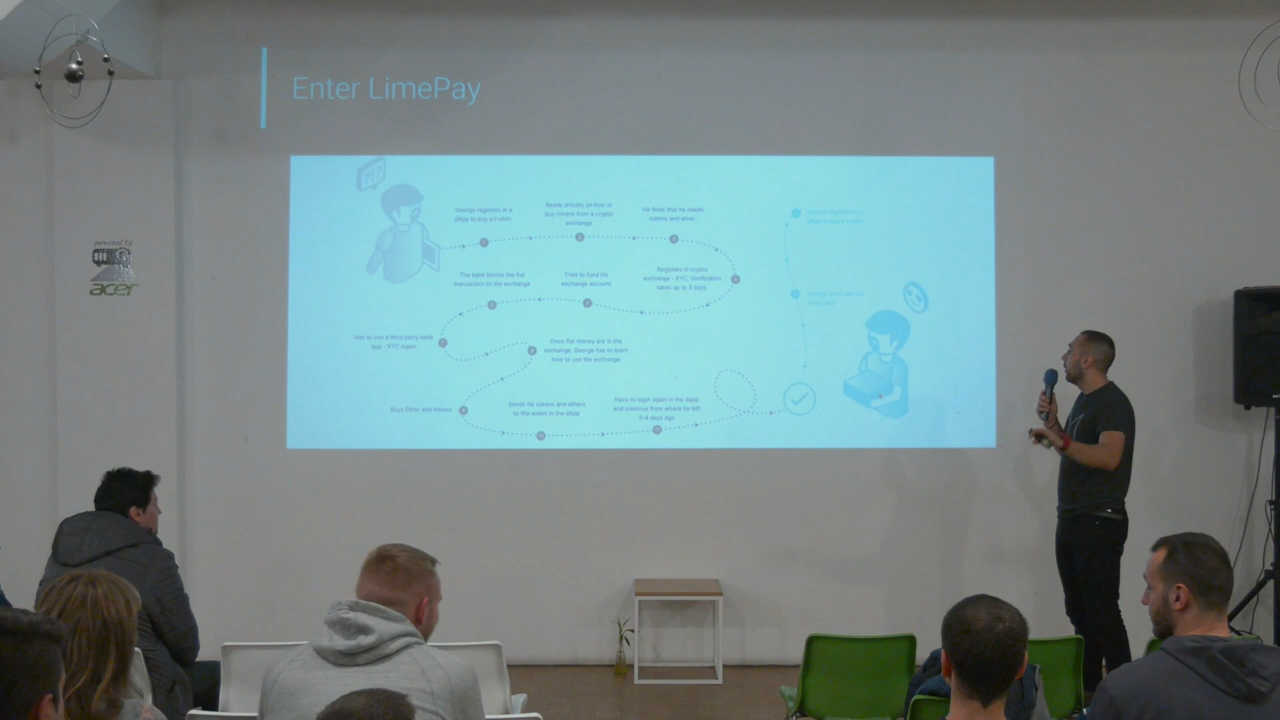 Enter LimePay
?!?
George registers in a
dApp to buy a t-shirt
Reads articles on how to
buy money from a crypto
exchange
He finds that he needs
tokens and ether
Registers in crypto
exchange - KYC. Verification
takes up to 3 days
Tries to fund his
exchange account
The bank blocks the fiat
transaction to the exchange
Has to use a third party bank
app - KYC Again
Once fiat money are in the
exchange, George has to learn
how to use the exchange
Buys Ether and tokens
Sends his tokens and ethers
to the wallet in the dApp
Have to login again in the dApp
and continue from where he left
3-4 days ago
powered by
acer